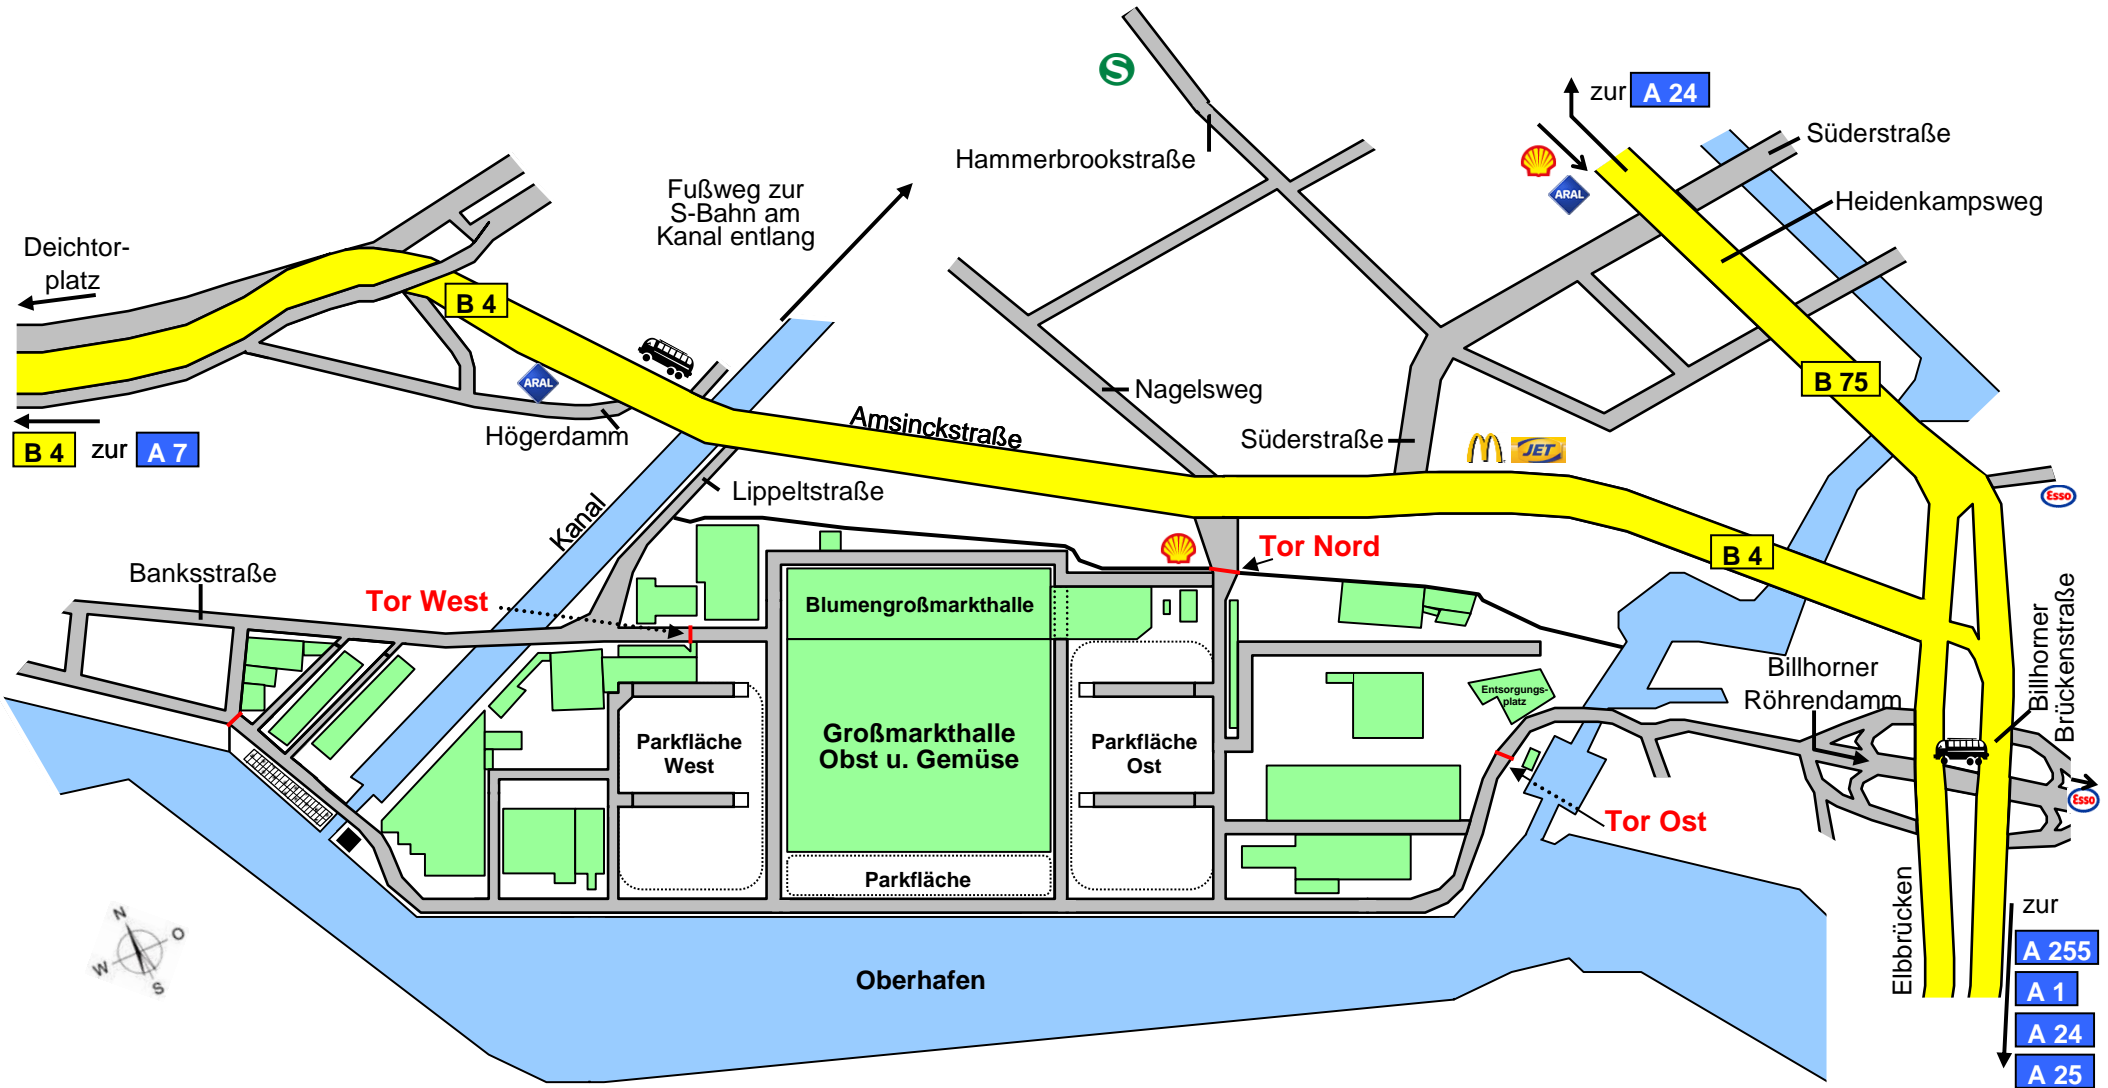 S
zur A 24
Süderstraße
Hammerbrookstraße
ARAL
Heidenkampsweg
Fußweg zur
S-Bahn am
Kanal entlang
Deichtor-
platz
B 4
ARAL
Högerdamm
B 4 zur A 7
Nagelsweg
B 75
Amsinckstraße
Süderstraße
JET
Lippeltstraße
Esso
Kanal
Tor Nord
B 4
Banksstraße
Tor West
Blumengroßmarkthalle
Billhorner
Brückenstraße
Billhorner
Röhrendamm
Entsorgungs-
platz
Parkfläche
West
Großmarkthalle
Obst u. Gemüse
Parkfläche
Ost
Esso
Tor Ost
Parkfläche
Elbbrücken
zur
A 255
A 1
A 24
A 25
N
O
W
S
Oberhafen